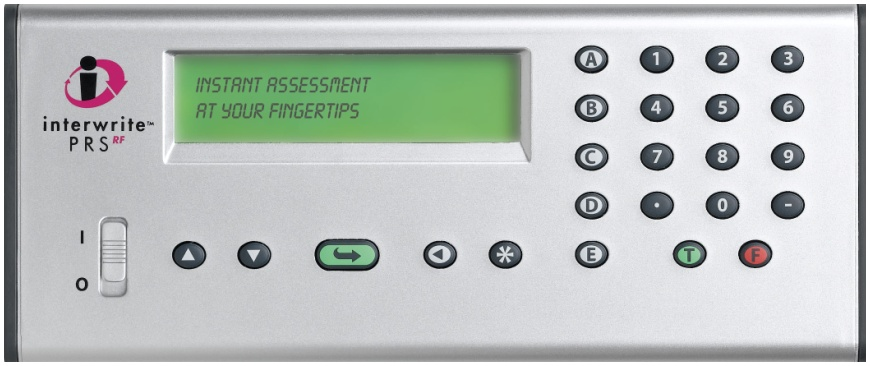 interwrite™
PRS RF
INSTANT ASSESSMENT
AT YOUR FINGERTIPS
A 1 2 3
B 4 5 6
C 7 8 9
D . 0 -
I
O
* E T F